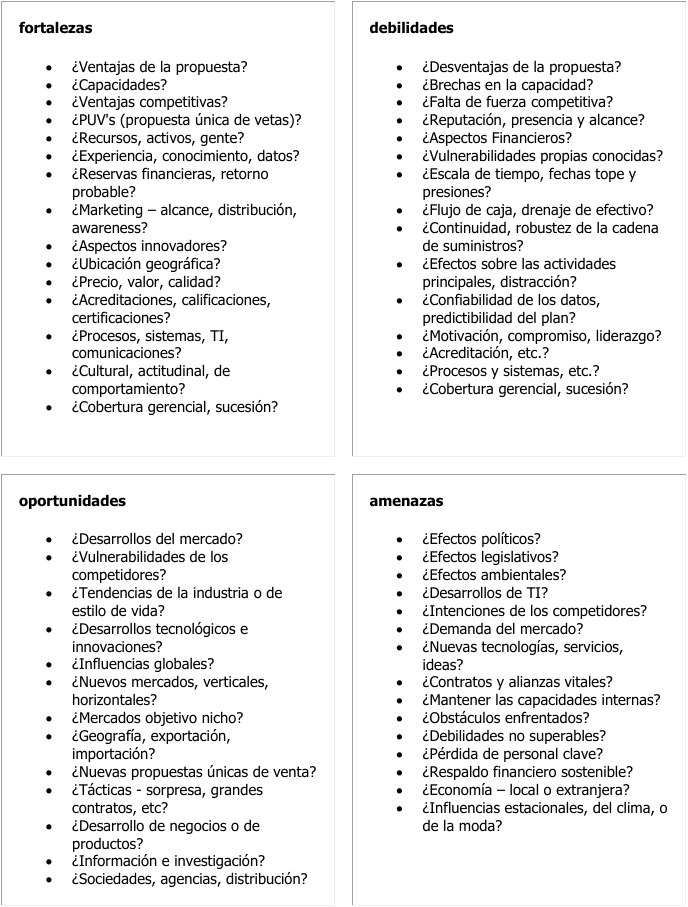 fortalezas
• ¿Ventajas de la propuesta?
• ¿Capacidades?
• ¿Ventajas competitivas?
• ¿PUV's (propuesta única de vetas)?
• ¿Recursos, activos, gente?
• ¿Experiencia, conocimiento, datos?
• ¿Reservas financieras, retorno
probable?
• ¿Marketing – alcance, distribución,
awareness?
• ¿Aspectos innovadores?
• ¿Ubicación geográfica?
• ¿Precio, valor, calidad?
• ¿Acreditaciones, calificaciones,
certificaciones?
• ¿Procesos, sistemas, TI,
comunicaciones?
• ¿Cultural, actitudinal, de
comportamiento?
• ¿Cobertura gerencial, sucesión?
debilidades
• ¿Desventajas de la propuesta?
• ¿Brechas en la capacidad?
• ¿Falta de fuerza competitiva?
• ¿Reputación, presencia y alcance?
• ¿Aspectos Financieros?
• ¿Vulnerabilidades propias conocidas?
• ¿Escala de tiempo, fechas tope y
presiones?
• ¿Flujo de caja, drenaje de efectivo?
• ¿Continuidad, robustez de la cadena
de suministros?
• ¿Efectos sobre las actividades
principales, distracción?
• ¿Confiabilidad de los datos,
predictibilidad del plan?
• ¿Motivación, compromiso, liderazgo?
• ¿Acreditación, etc.?
• ¿Procesos y sistemas, etc.?
• ¿Cobertura gerencial, sucesión?
oportunidades
• ¿Desarrollos del mercado?
• ¿Vulnerabilidades de los
competidores?
• ¿Tendencias de la industria o de
estilo de vida?
• ¿Desarrollos tecnológicos e
innovaciones?
• ¿Influencias globales?
• ¿Nuevos mercados, verticales,
horizontales?
• ¿Mercados objetivo nicho?
• ¿Geografía, exportación,
importación?
• ¿Nuevas propuestas únicas de venta?
• ¿Tácticas - sorpresa, grandes
contratos, etc?
• ¿Desarrollo de negocios o de
productos?
• ¿Información e investigación?
• ¿Sociedades, agencias, distribución?
amenazas
• ¿Efectos políticos?
• ¿Efectos legislativos?
• ¿Efectos ambientales?
• ¿Desarrollos de TI?
• ¿Intenciones de los competidores?
• ¿Demanda del mercado?
• ¿Nuevas tecnologías, servicios,
ideas?
• ¿Contratos y alianzas vitales?
• ¿Mantener las capacidades internas?
• ¿Obstáculos enfrentados?
• ¿Debilidades no superables?
• ¿Pérdida de personal clave?
• ¿Respaldo financiero sostenible?
• ¿Economía – local o extranjera?
• ¿Influencias estacionales, del clima, o
de la moda?